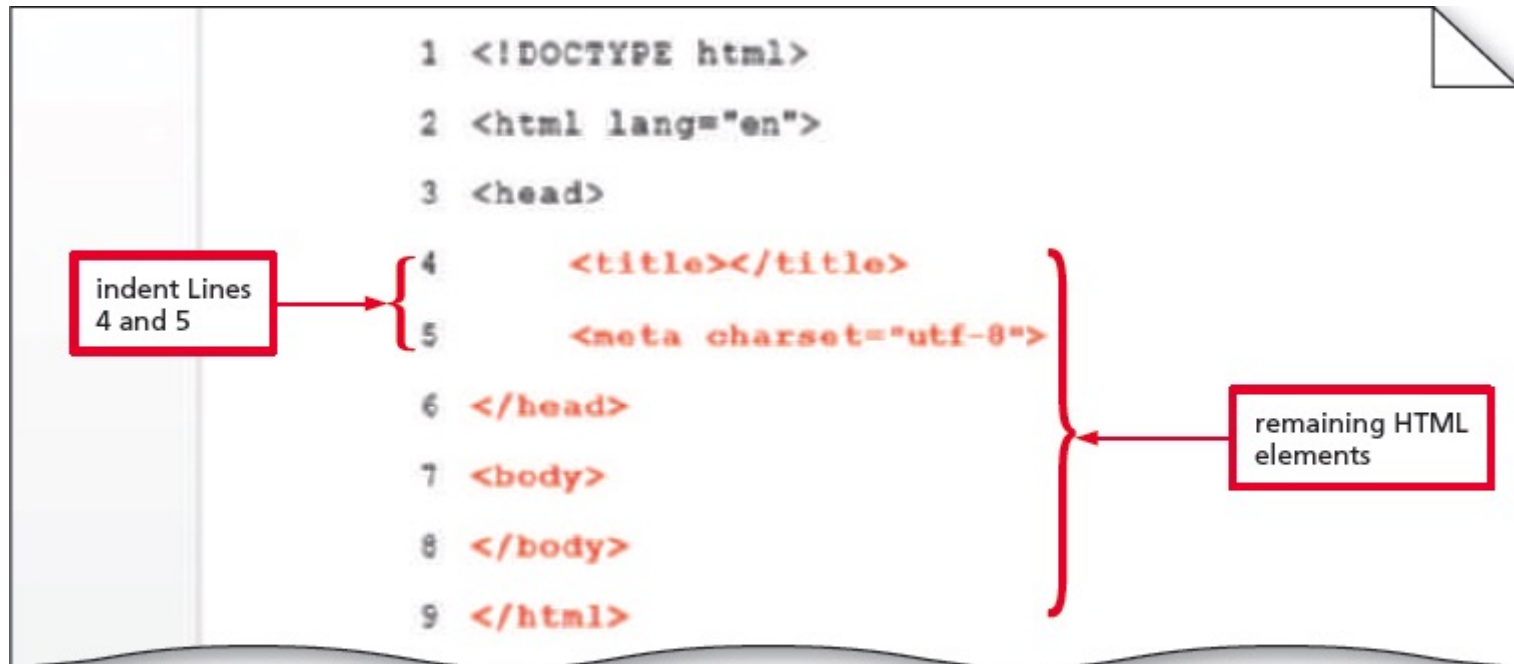 1 <!DOCTYPE html>
2 <html lang="en">
3 <head>
4 <title></title>
indent Lines
4 and 5
5 <meta charset="utf-8">
6 </head>
remaining HTML
elements
7 <body>
8 </body>
9 </html>